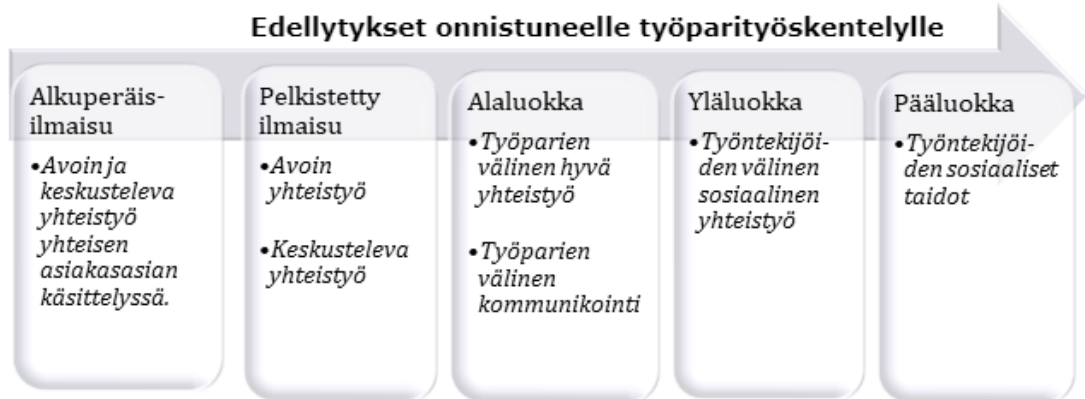 Edellytykset onnistuneelle työparityöskentelylle
Alkuperäis-
ilmaisu
•Avoin ja
keskusteleva
yhteistyö
yhteisen
asiakasasian
käsittelyssä.
Pelkistetty
ilmaisu
•Avoin
yhteistyö
•Keskusteleva
yhteistyö
Alaluokka
•Työparien
välinen hyvä
yhteistyö
•Työparien
välinen
kommunikointi
Yläluokka
•Työntekijöi-
den välinen
sosiaalinen
yhteistyö
Pääluokka
•Työntekijöi-
den sosiaaliset
taidot